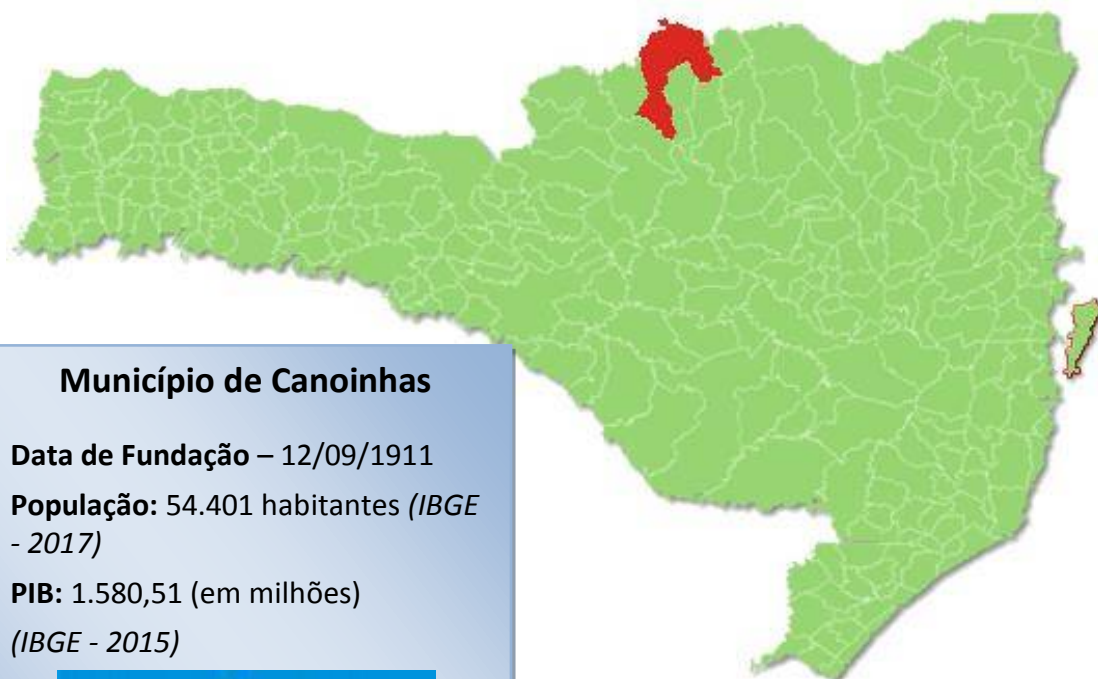 Município de Canoinhas
Data de Fundação – 12/09/1911
População: 54.401 habitantes (IBGE
- 2017)
PIB: 1.580,51 (em milhões)
(IBGE - 2015)